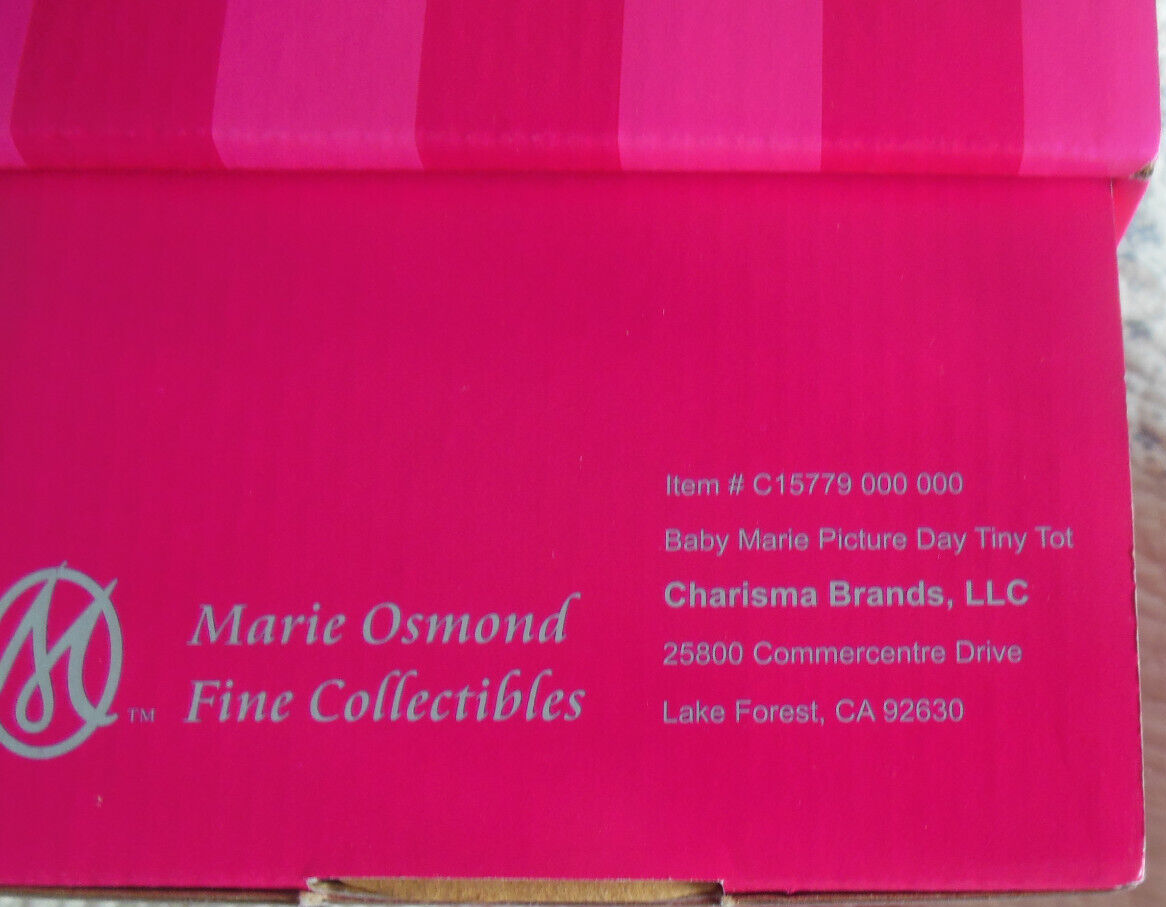 Item # C15779 000 000
Baby Marie Picture Day Tiny Tot
Charisma Brands, LLC
25800 Commercentre Drive
Lake Forest, CA 92630
M TM
Marie Osmond
Fine Collectibles